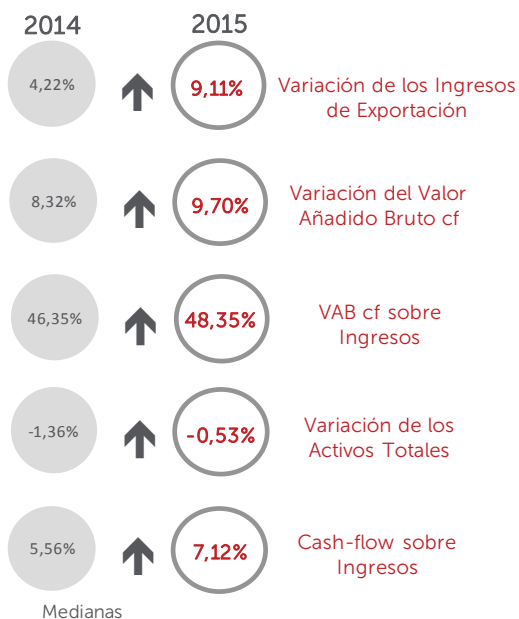 2014
2015
4,22%
9,11%
Variación de los Ingresos
de Exportación
8,32%
9,70%
Variación del Valor
Añadido Bruto cf
46,35%
48,35%
VAB cf sobre
Ingresos
-1,36%
-0,53%
Variación de los
Activos Totales
5,56%
7,12%
Cash-flow sobre
Ingresos
Medianas